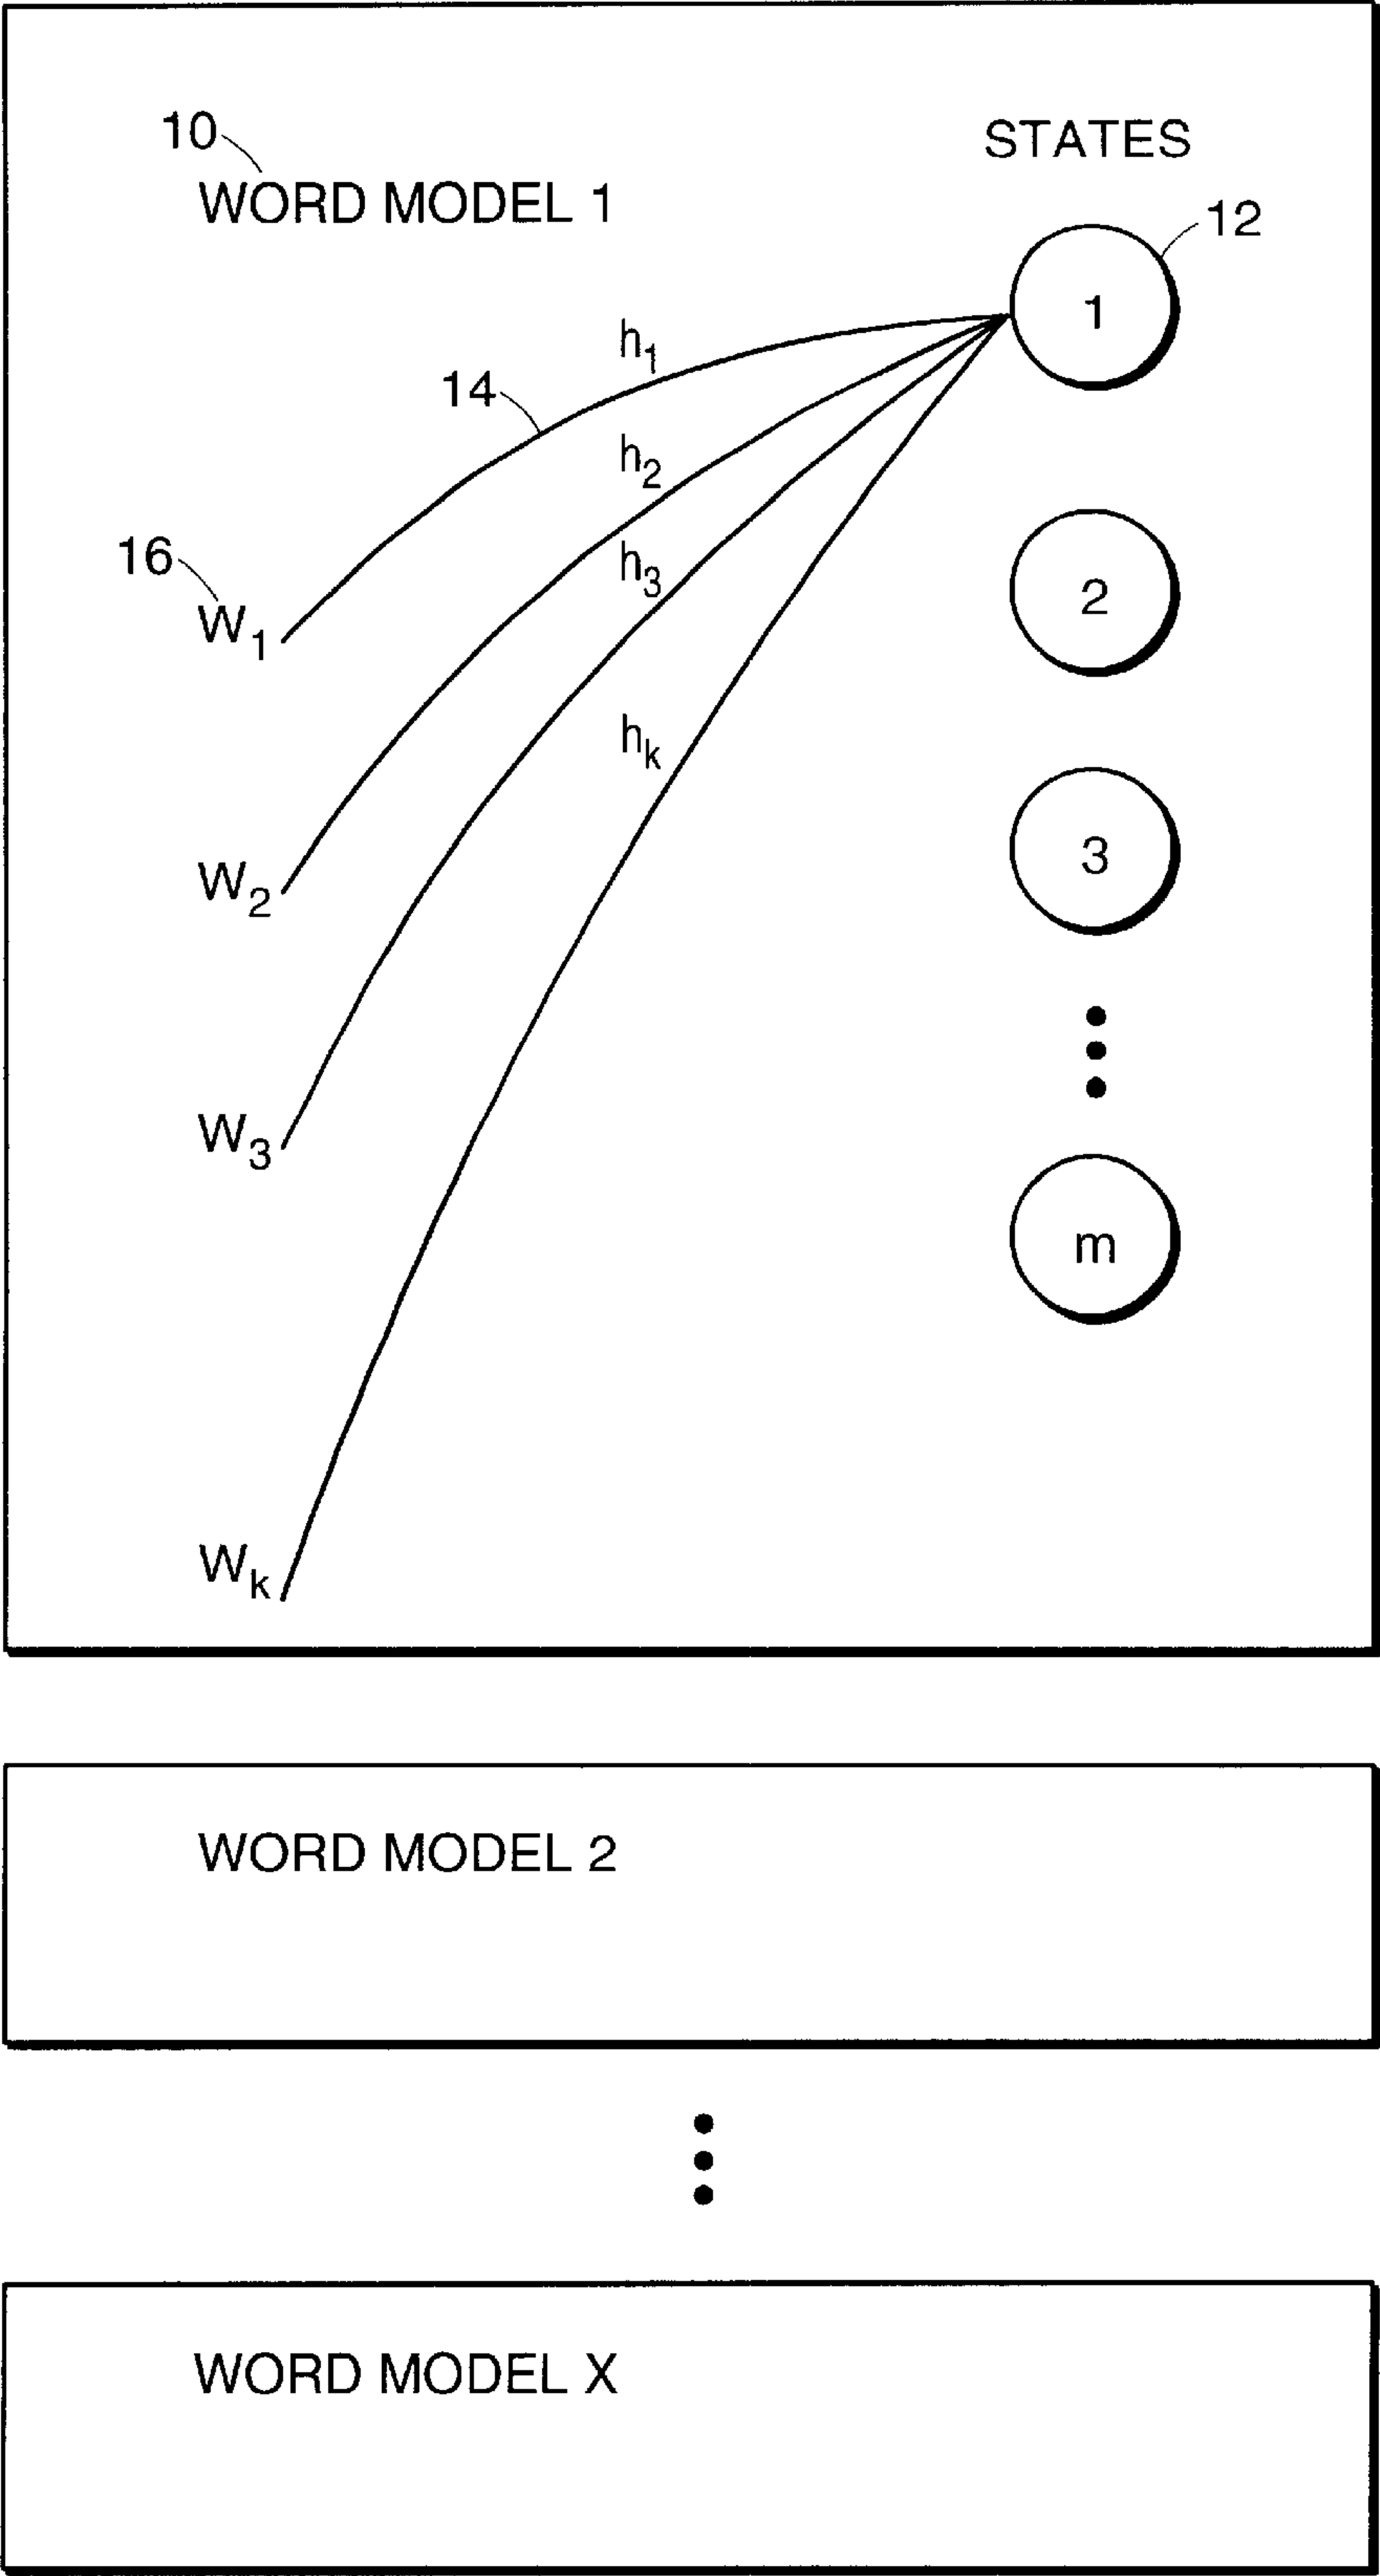 10
STATES
WORD MODEL 1
12
1
h1
14
h2
16
h3
2
W1
hk
3
W2
W3
m
Wk
WORD MODEL 2
WORD MODEL X